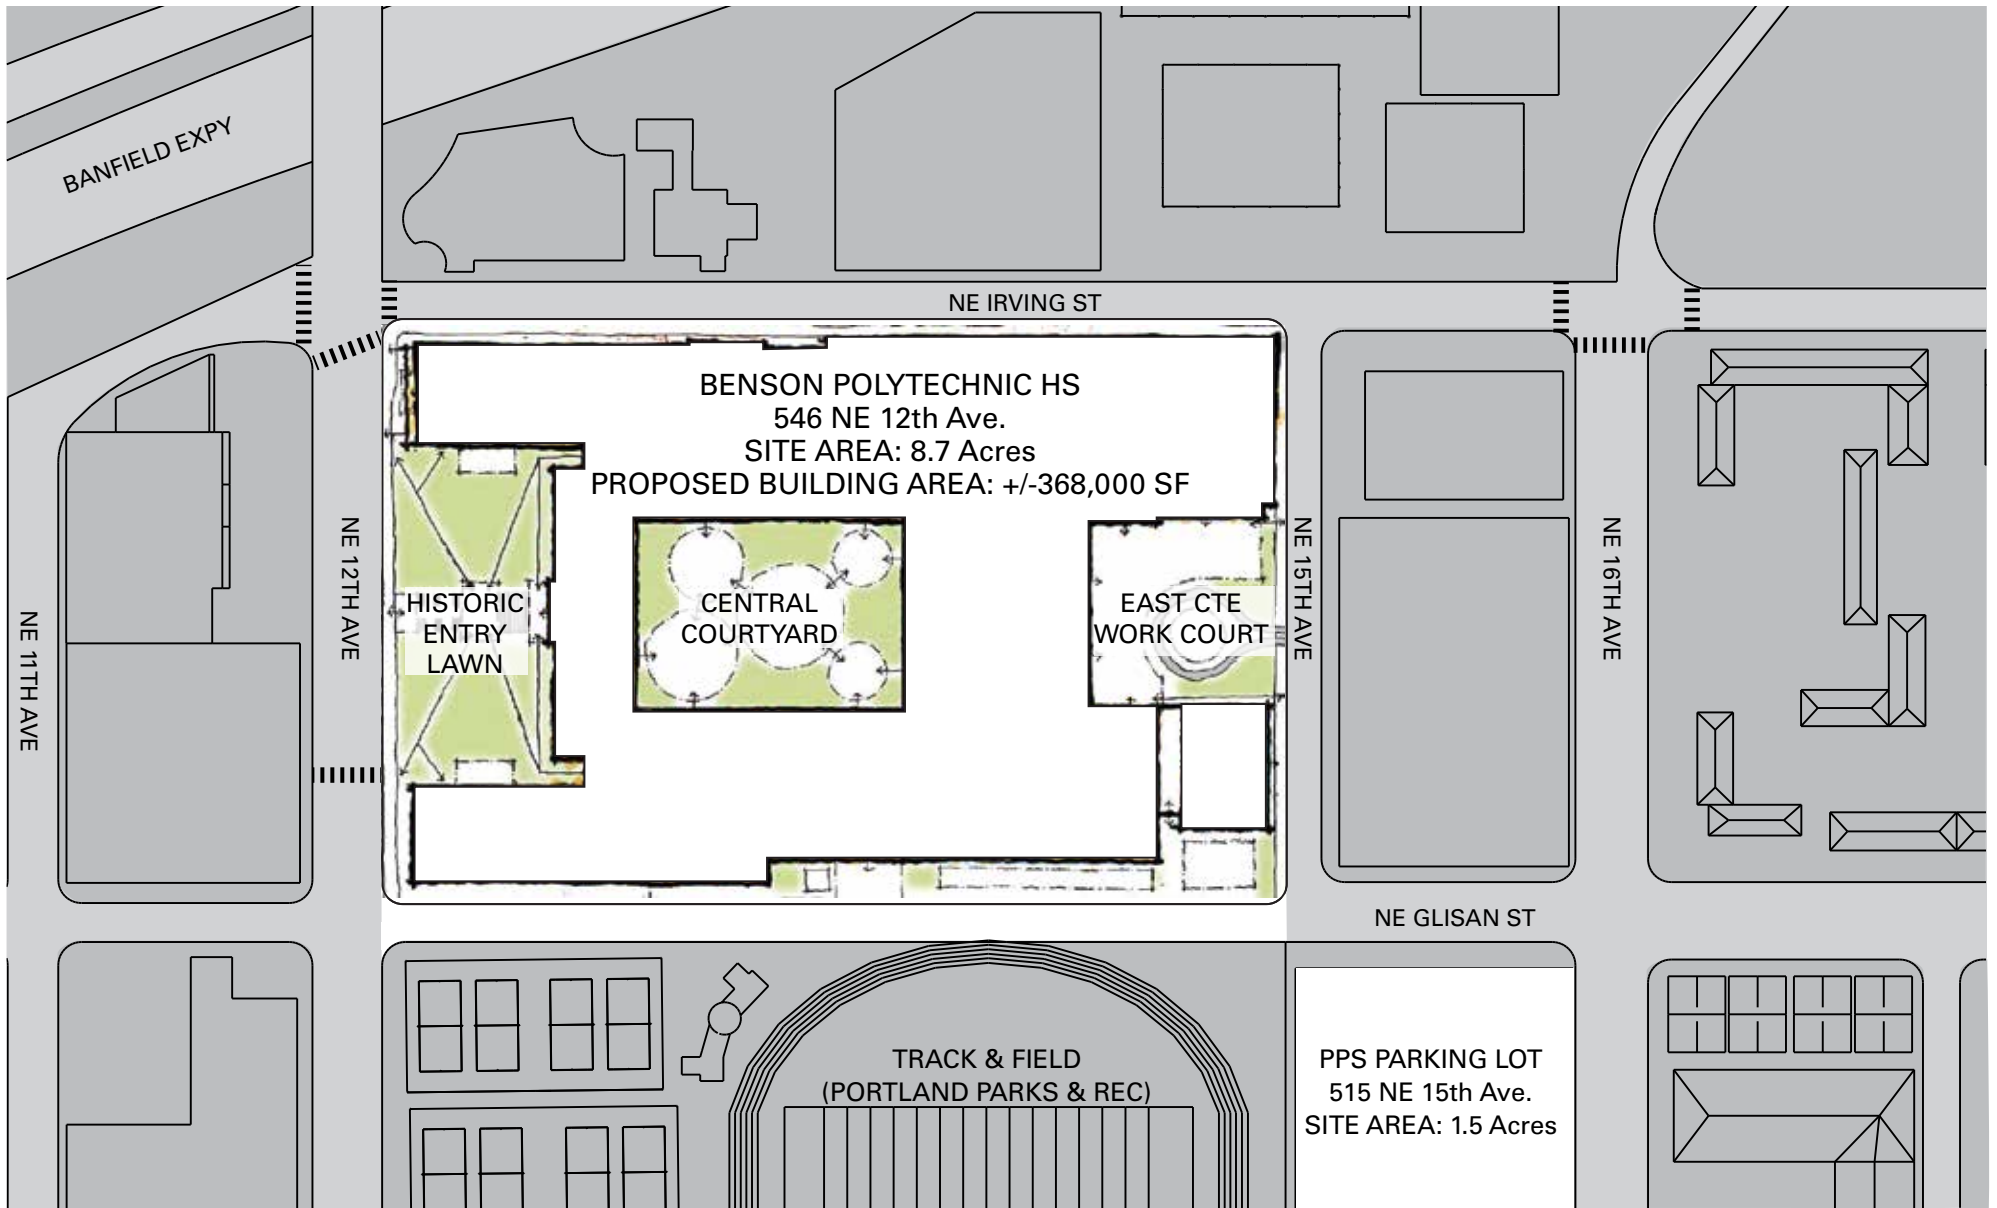 BANFIELD EXPY
NE IRVING ST
BENSON POLYTECHNIC HS
546 NE 12th Ave.
SITE AREA: 8.7 Acres
PROPOSED BUILDING AREA: +/-368,000 SF
NE 11TH AVE
NE 12TH AVE
HISTORIC
ENTRY
LAWN
CENTRAL
COURTYARD
EAST CTE
WORK COURT
NE 15TH AVE
NE 16TH AVE
NE GLISAN ST
TRACK & FIELD
(PORTLAND PARKS & REC)
PPS PARKING LOT
515 NE 15th Ave.
SITE AREA: 1.5 Acres